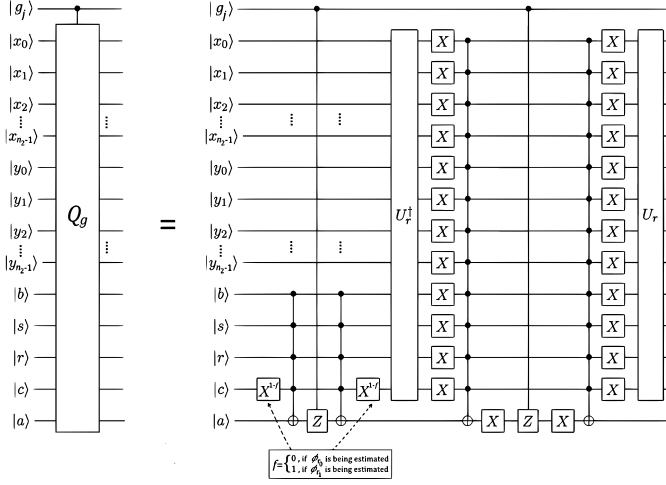 |g_j⟩ |g_j⟩
|x_0⟩ |x_0⟩ X X
|x_1⟩ |x_1⟩ X X
|x_2⟩ |x_2⟩ X X
|x_{n_2-1}⟩ |x_{n_2-1}⟩ X X
|y_0⟩ |y_0⟩ X X
|y_1⟩ |y_1⟩ X X
Q_g = U_r^† U_r
|y_2⟩ |y_2⟩ X X
|y_{n_2-1}⟩ |y_{n_2-1}⟩ X X
|b⟩ |b⟩ X X
|s⟩ |s⟩ X X
|r⟩ |r⟩ X X
|c⟩ |c⟩ X^{1-f} X^{1-f} X X
|a⟩ |a⟩ Z X Z X
f={0, if ϕ_{r_0} is being estimated
1, if ϕ_{r_1} is being estimated